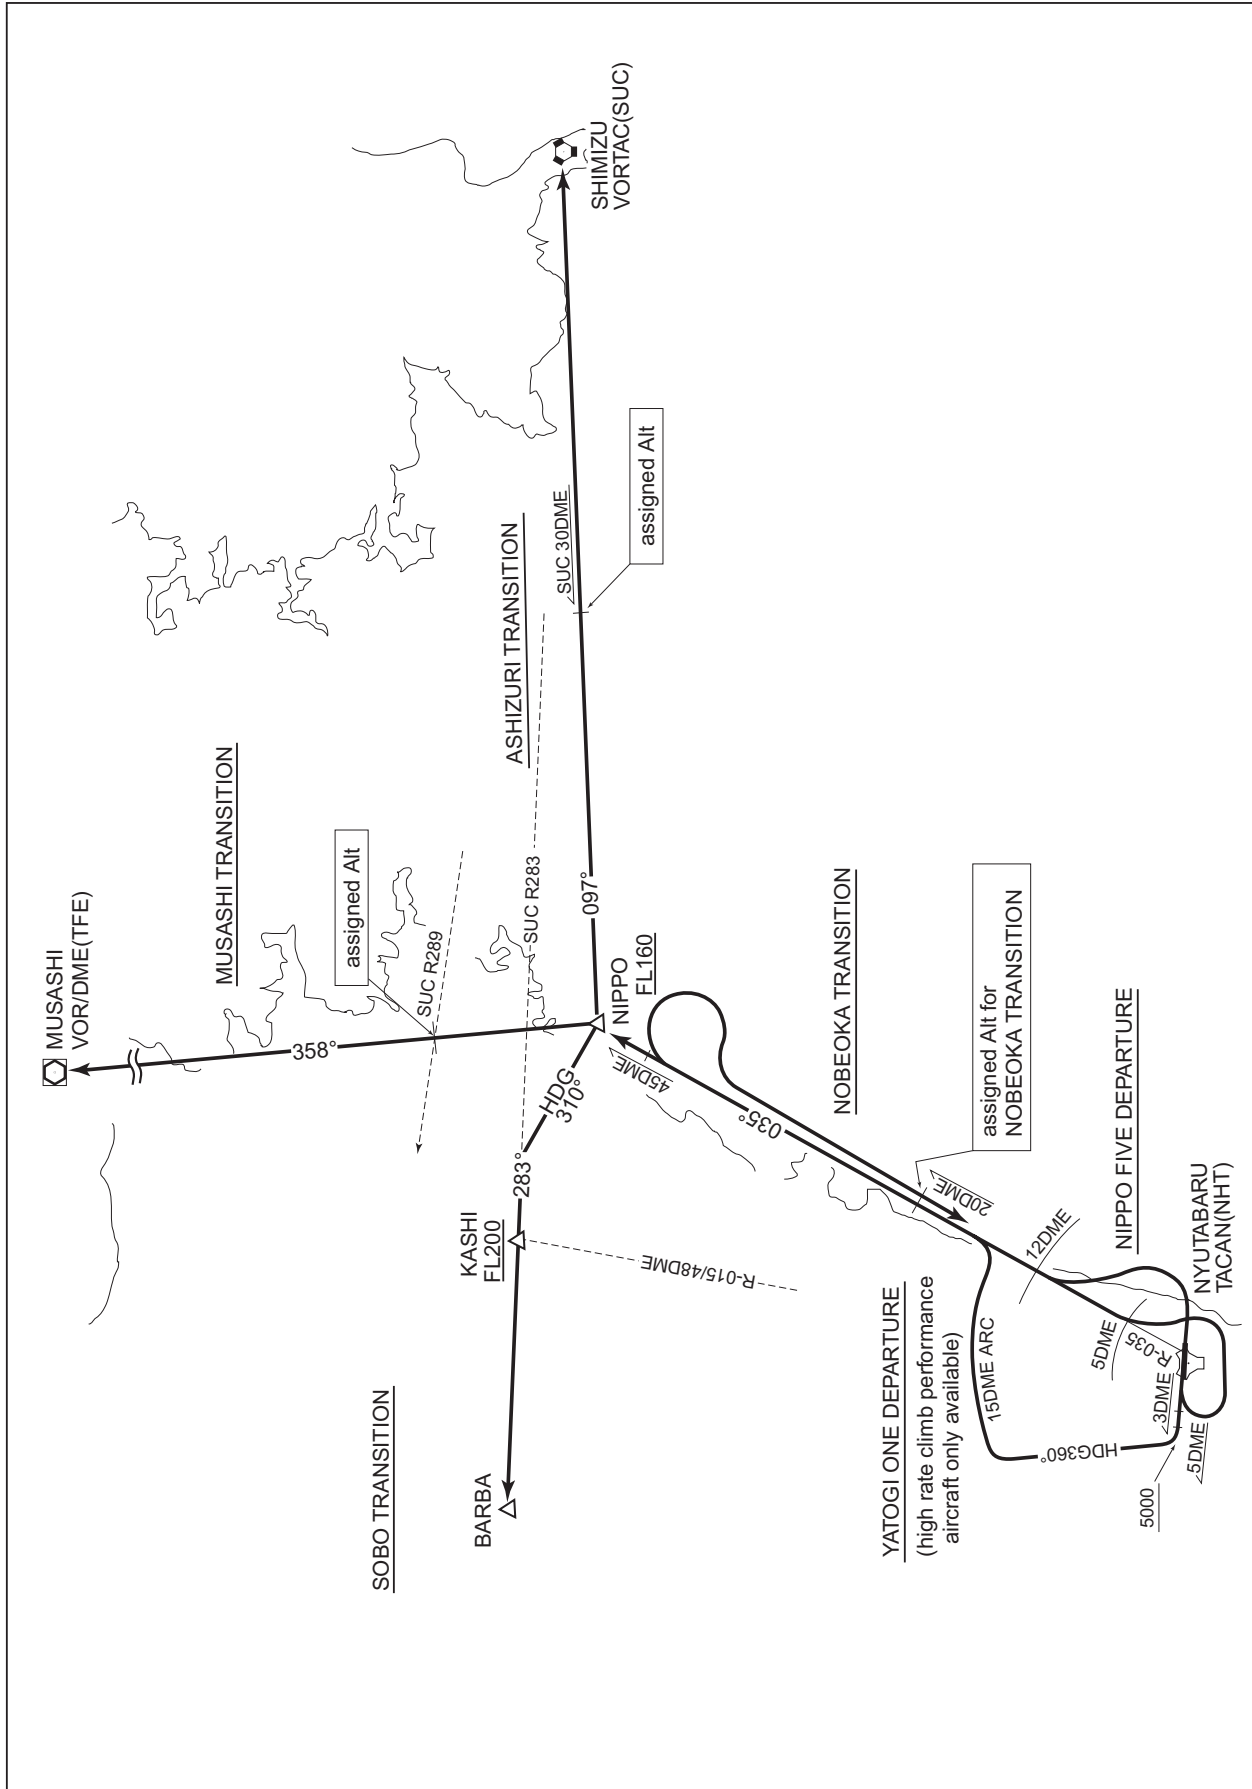 MUSASHI
VOR/DME(TFE)
MUSASHI TRANSITION
358°
assigned Alt
SUC R289
SHIMIZU
VORTAC(SUC)
ASHIZURI TRANSITION
SUC 30DME
assigned Alt
SUC R283
097°
NIPPO
FL160
HDG
310°
283°
KASHI
FL200
R-015/48DME
BARBA
SOBO TRANSITION
45DME
035°
NOBEOKA TRANSITION
assigned Alt for
NOBEOKA TRANSITION
20DME
12DME
NIPPO FIVE DEPARTURE
NYUTABARU
TACAN(NHT)
YATOGI ONE DEPARTURE
(high rate climb performance
aircraft only available)
15DME ARC
5DME
R-035
3DME
HDG360°
5DME
5000